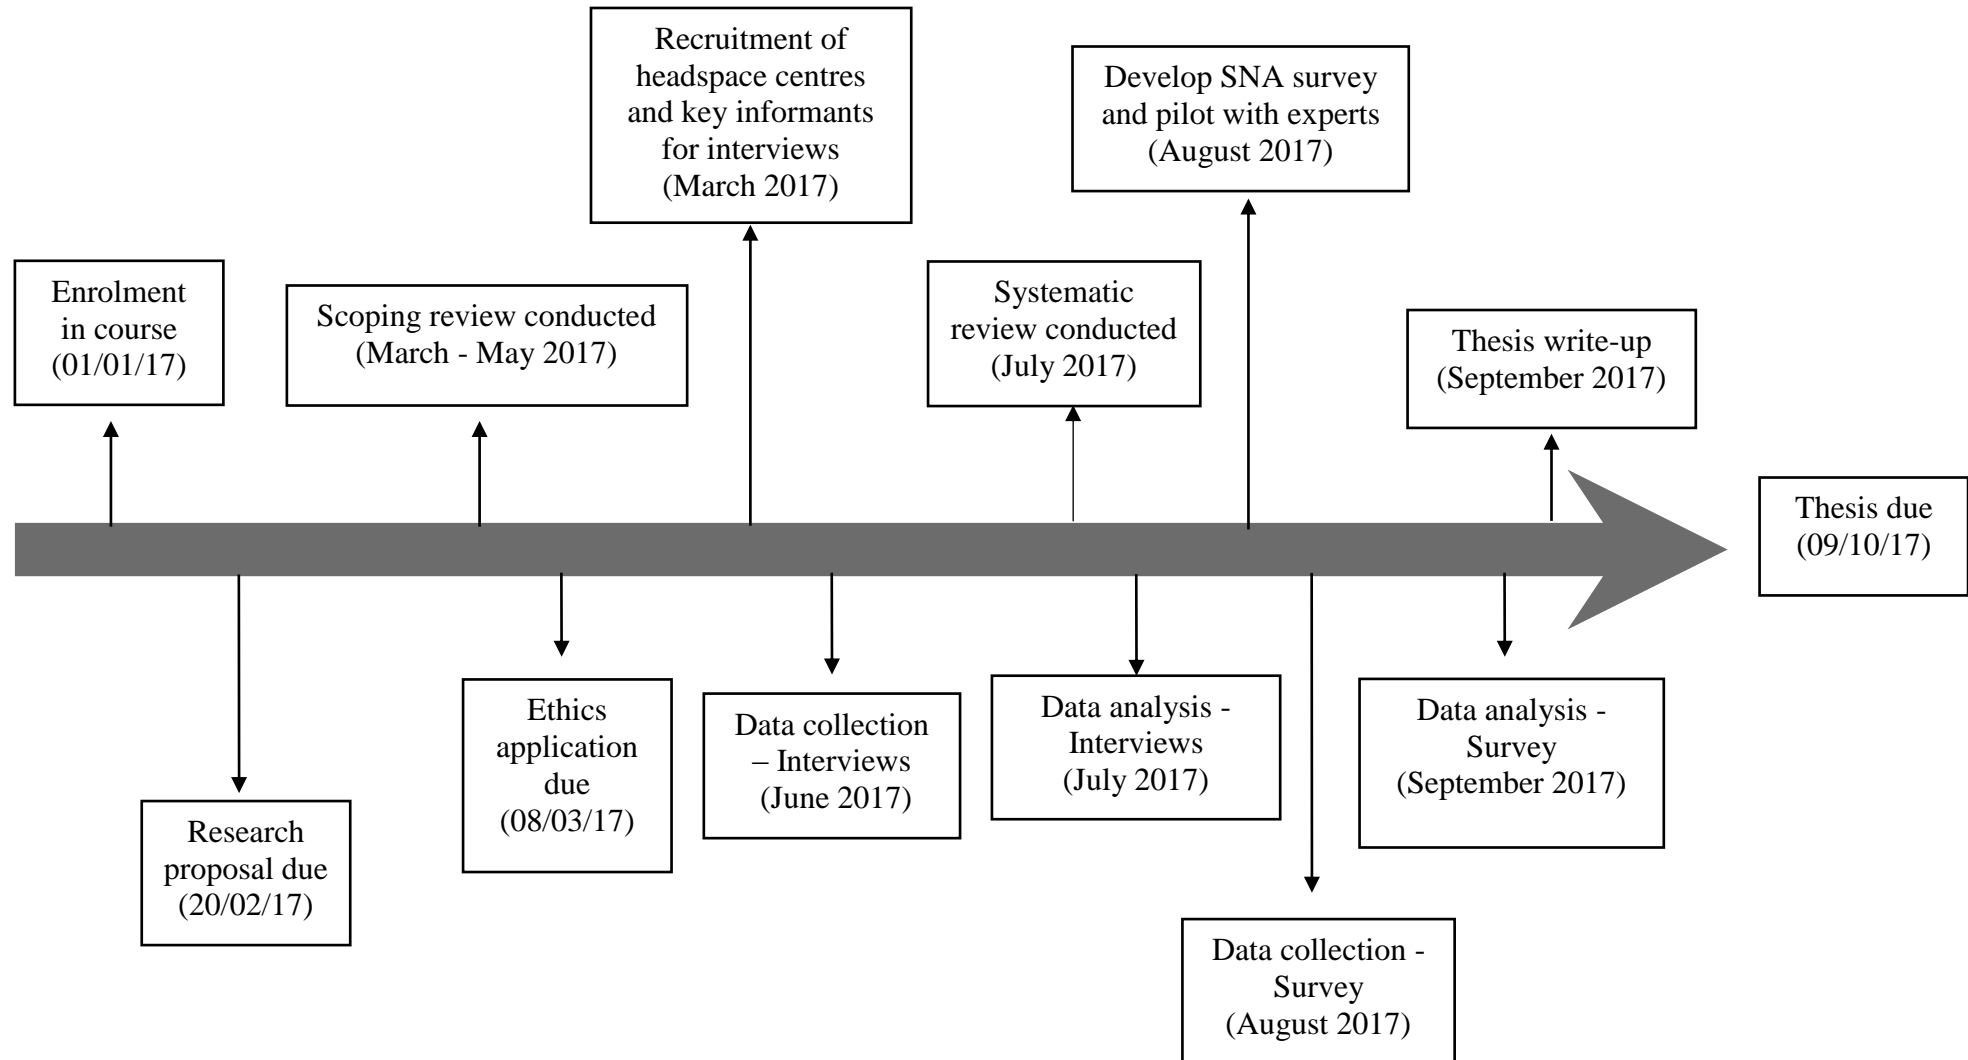 Recruitment of
headspace centres
and key informants
for interviews
(March 2017)
Develop SNA survey
and pilot with experts
(August 2017)
Enrolment
in course
(01/01/17)
Scoping review conducted
(March - May 2017)
Systematic
review conducted
(July 2017)
Thesis write-up
(September 2017)
Thesis due
(09/10/17)
Research
proposal due
(20/02/17)
Ethics
application
due
(08/03/17)
Data collection
– Interviews
(June 2017)
Data analysis -
Interviews
(July 2017)
Data analysis -
Survey
(September 2017)
Data collection -
Survey
(August 2017)